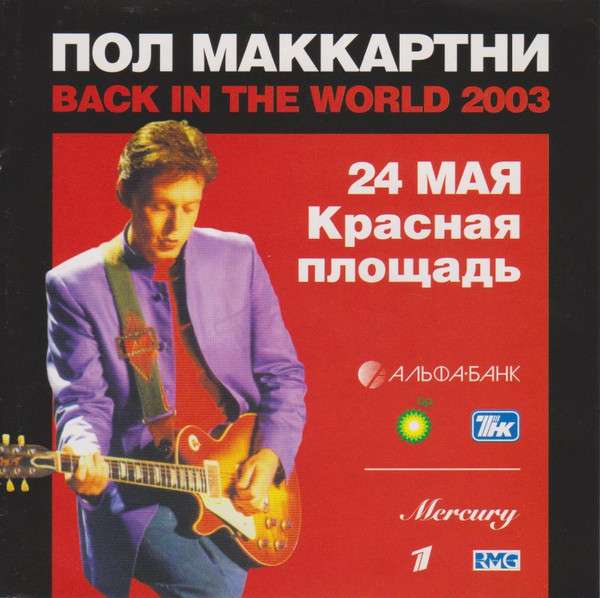 ПОЛ МАККАРТНИ
BACK IN THE WORLD 2003
24 МАЯ
Красная
площадь
АЛЬФА·БАНК
bp
ТНК
Mercury
1
RMG